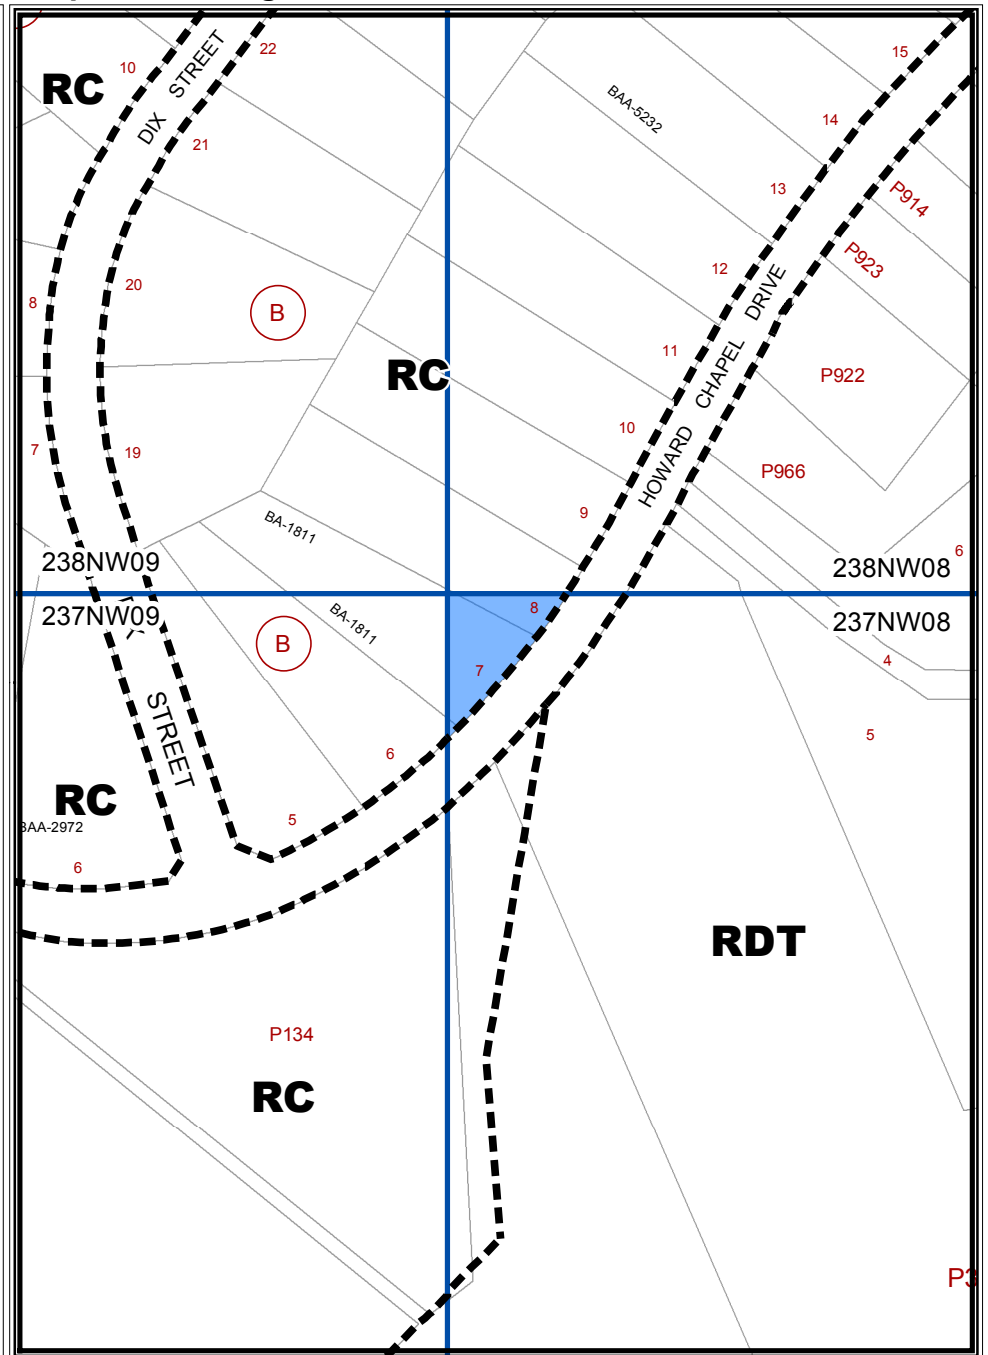 22
15
10
DIX STREET
RC
BAA-5232
14
21
13
P914
12
P923
20
HOWARD CHAPEL DRIVE
8
B
11
RC
P922
10
7
19
P966
9
BA-1811
6
238NW09
238NW08
237NW09
237NW08
8
BA-1811
B
4
7
STREET
5
6
RC
5
BAA-2972
6
RDT
P134
RC